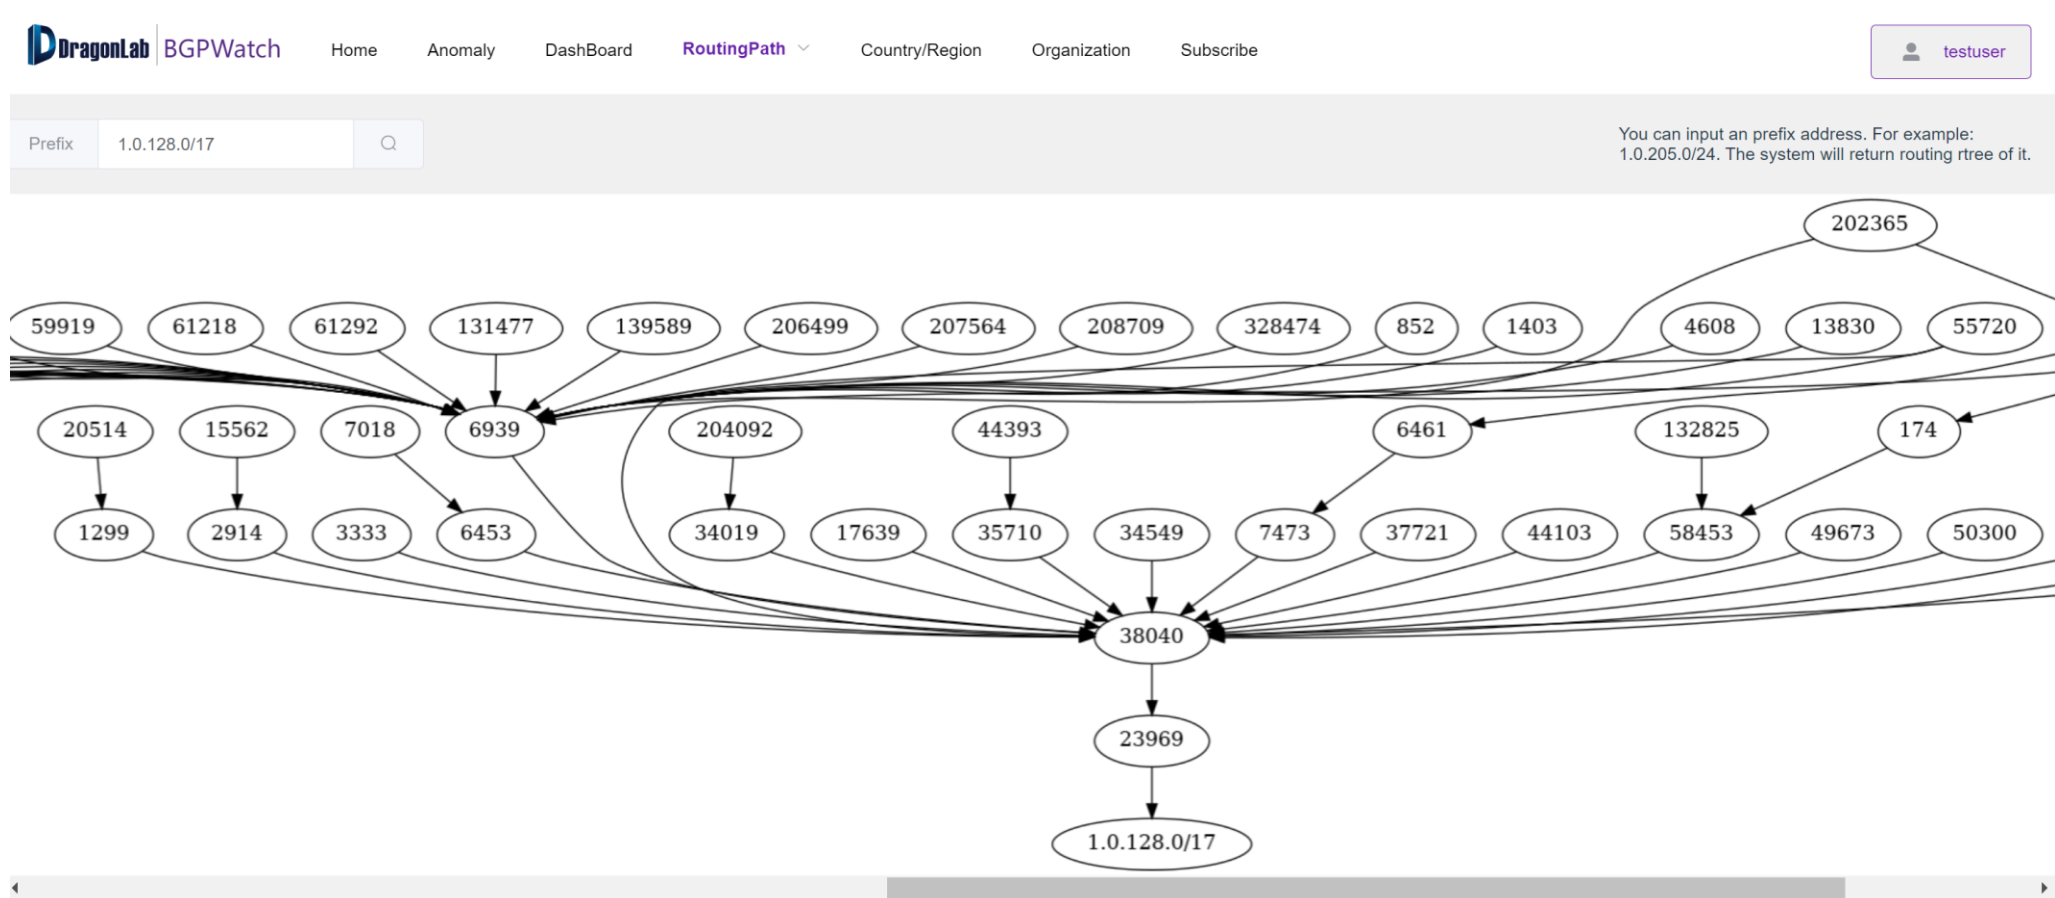 DragonLab BGPWatch Home Anomaly DashBoard RoutingPath Country/Region Organization Subscribe testuser
Prefix 1.0.128.0/17
You can input an prefix address. For example:
1.0.205.0/24. The system will return routing rtree of it.
202365
59919 61218 61292 131477 139589 206499 207564 208709 328474 852 1403 4608 13830 55720
20514 15562 7018 6939 204092 44393 6461 132825 174
1299 2914 3333 6453 34019 17639 35710 34549 7473 37721 44103 58453 49673 50300
38040
23969
1.0.128.0/17